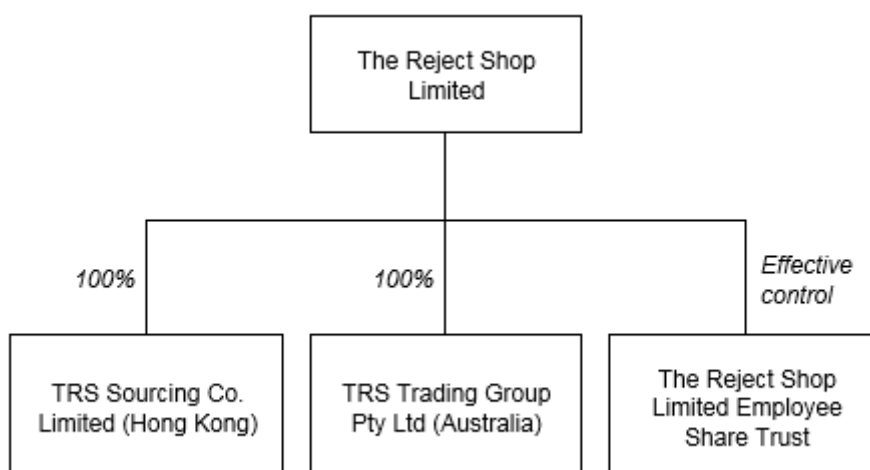 The Reject Shop
Limited
100%
100%
Effective
control
TRS Sourcing Co.
Limited (Hong Kong)
TRS Trading Group
Pty Ltd (Australia)
The Reject Shop
Limited Employee
Share Trust